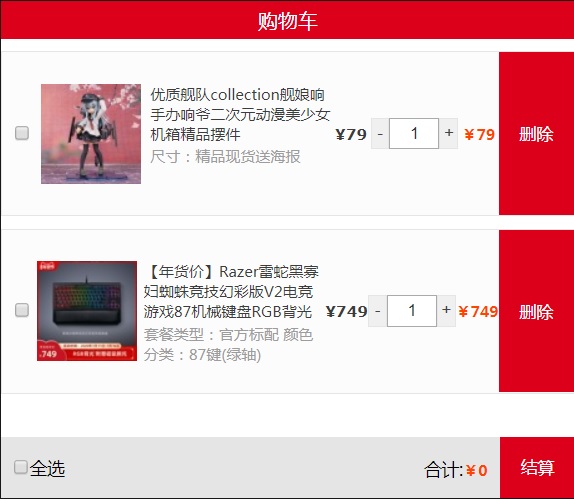 购物车
优质舰队collection舰娘响
手办响爷二次元动漫美少女
机箱精品摆件
尺寸：精品现货送海报
¥79 - 1 + ¥79
删除
【年货价】Razer雷蛇黑寡
妇蜘蛛竞技幻彩版V2电竞
游戏87机械键盘RGB背光
套餐类型：官方标配 颜色
分类：87键(绿轴)
¥749 - 1 + ¥749
删除
749
全选
合计:¥0
结算